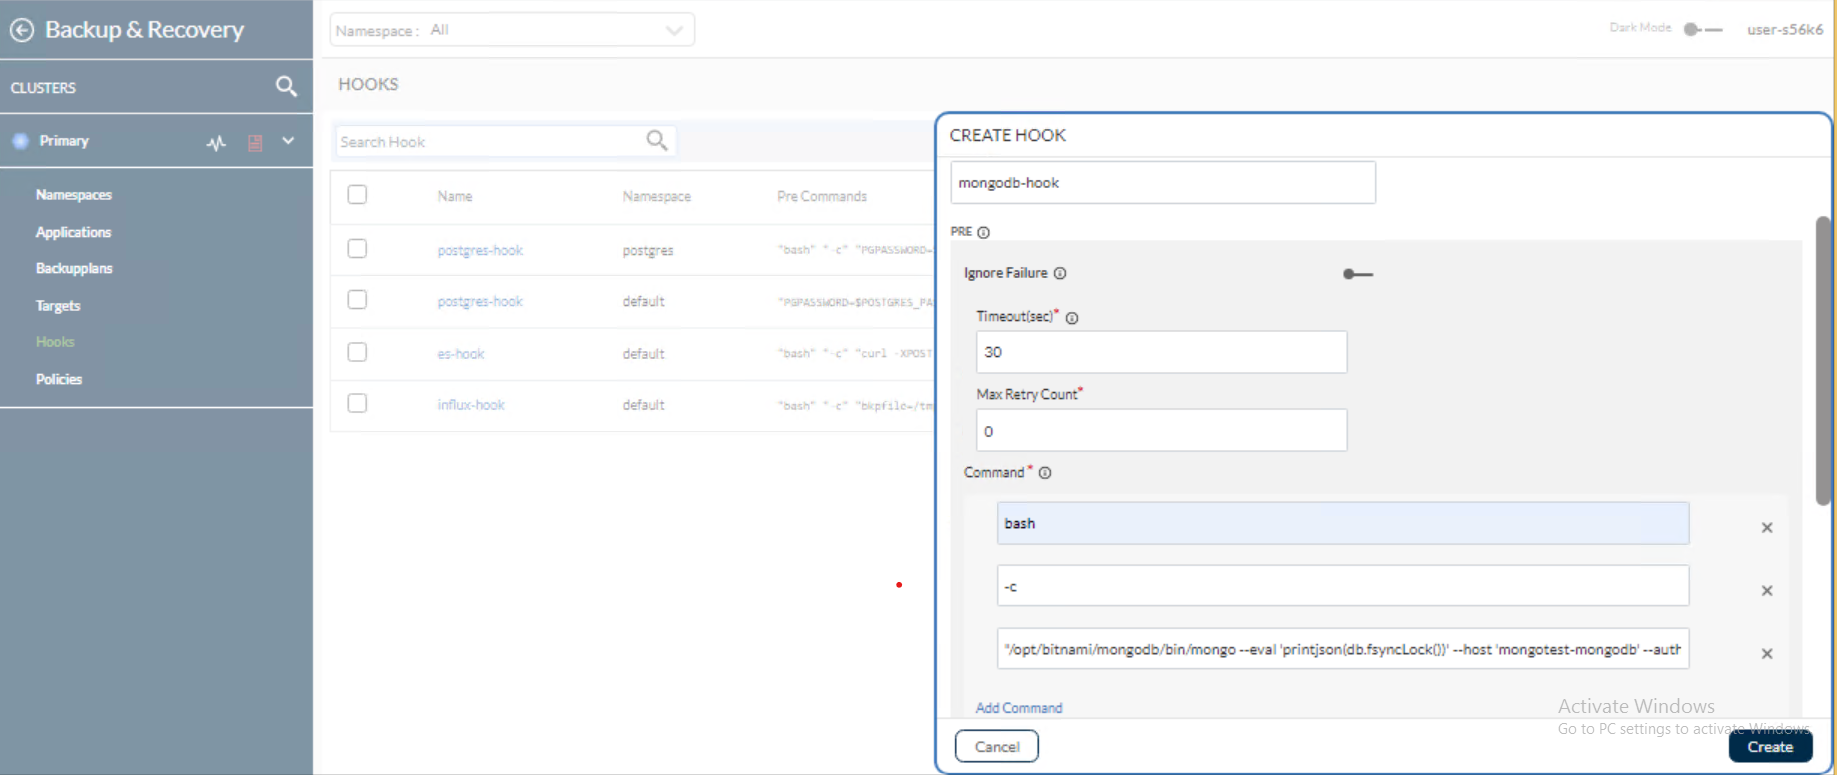 Backup & Recovery
Namespace : All
Dark Mode
user-s56k6
CLUSTERS
HOOKS
Primary
Search Hook
Namespaces
Applications
Backupplans
Targets
Hooks
Policies
Name Namespace Pre Commands
postgres-hook postgres "bash" "-c" "PGPASSWORD=
postgres-hook default "PGPASSWORD=$POSTGRES_PA
es-hook default "bash" "-c" "curl -XPOST
influx-hook default "bash" "-c" "bkpfile=/tm
CREATE HOOK
mongodb-hook
PRE
Ignore Failure
Timeout(sec)*
30
Max Retry Count*
0
Command *
bash
-c
"/opt/bitnami/mongodb/bin/mongo --eval 'printjson(db.fsyncLock())' --host 'mongotest-mongodb' --auth
Add Command
Activate Windows
Go to PC settings to activate Windows.
Cancel
Create